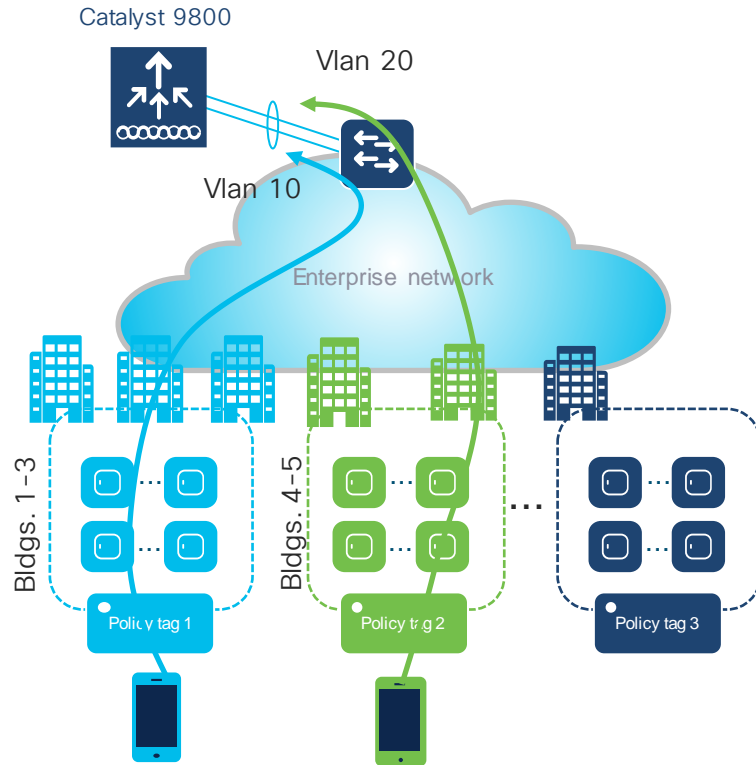 Catalyst 9800
Vlan 20
Vlan 10
Enterprise network
Bldgs. 1-3
Bldgs. 4-5
...
...
...
...
...
...
...
Policy tag 1
Policy trg 2
Policy tag 3